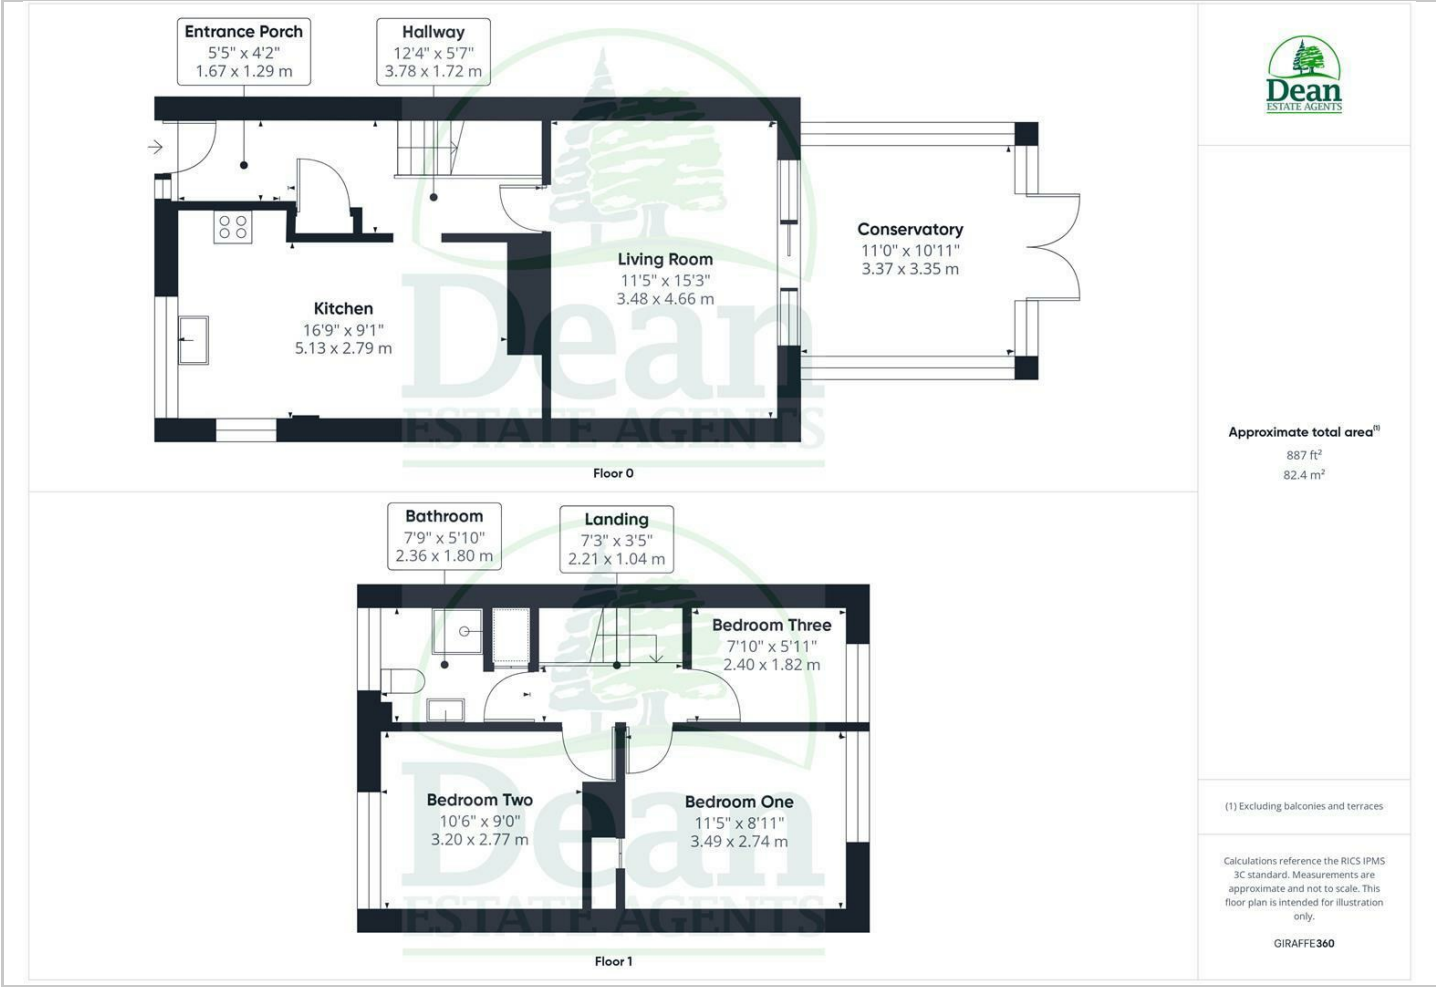 Entrance Porch
5'5" x 4'2"
1.67 x 1.29 m
Hallway
12'4" x 5'7"
3.78 x 1.72 m
Living Room
11'5" x 15'3"
3.48 x 4.66 m
Conservatory
11'0" x 10'11"
3.37 x 3.35 m
Kitchen
16'9" x 9'1"
5.13 x 2.79 m
Dean
ESTATE AGENTS
Floor 0
Bathroom
7'9" x 5'10"
2.36 x 1.80 m
Landing
7'3" x 3'5"
2.21 x 1.04 m
Bedroom Three
7'10" x 5'11"
2.40 x 1.82 m
Bedroom Two
10'6" x 9'0"
3.20 x 2.77 m
Bedroom One
11'5" x 8'11"
3.49 x 2.74 m
Dean
ESTATE AGENTS
Floor 1
Dean
ESTATE AGENTS
Approximate total area(1)
887 ft²
82.4 m²
(1) Excluding balconies and terraces
Calculations reference the RICS IPMS
3C standard. Measurements are
approximate and not to scale. This
floor plan is intended for illustration
only.
GIRAFFE360